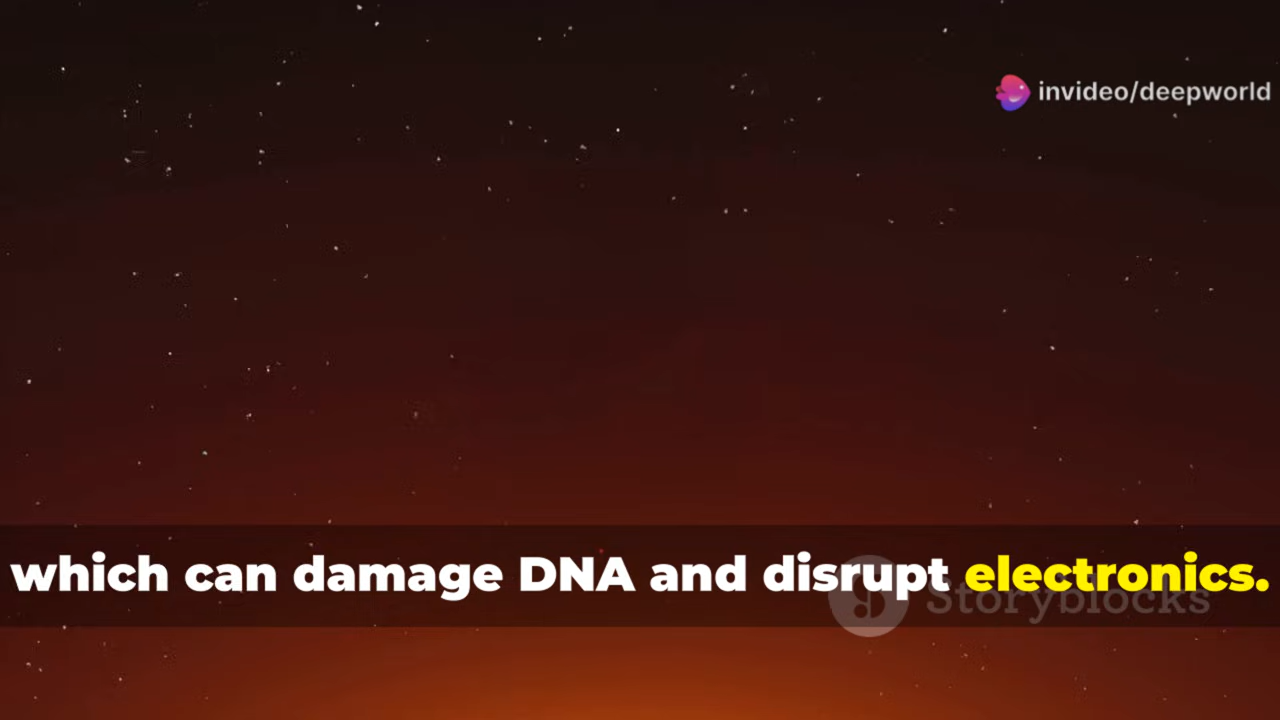 invideo/deepworld
which can damage DNA and disrupt electronics.
Storyblocks